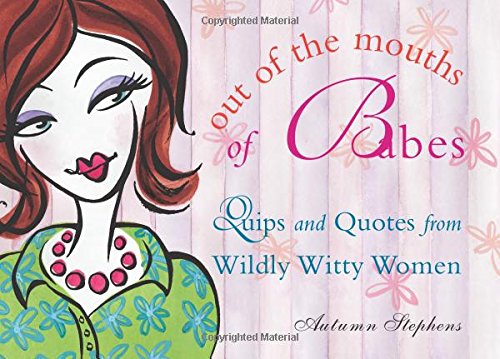 Copyrighted Material
out of the mouths
of Babes
Quips and Quotes from
Wildly Witty Women
Autumn Stephens
Copyrighted Material